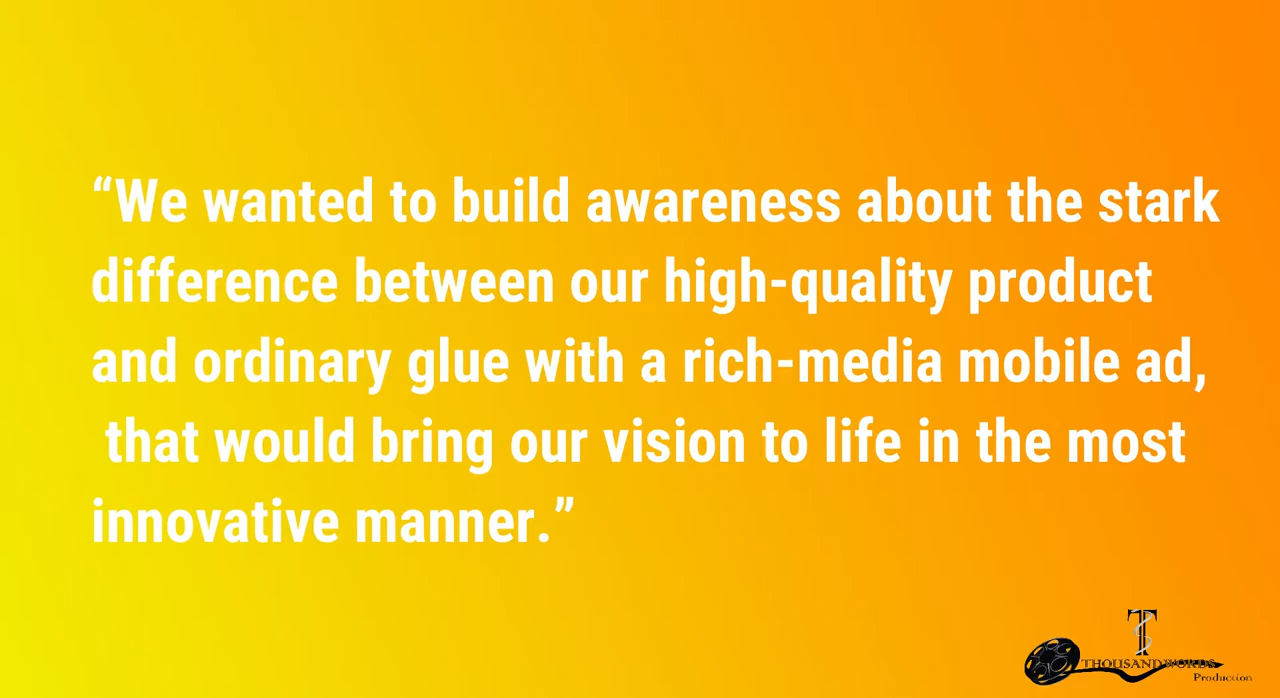 “We wanted to build awareness about the stark
difference between our high-quality product
and ordinary glue with a rich-media mobile ad,
that would bring our vision to life in the most
innovative manner.”
T
THOUSAND WORDS
Production